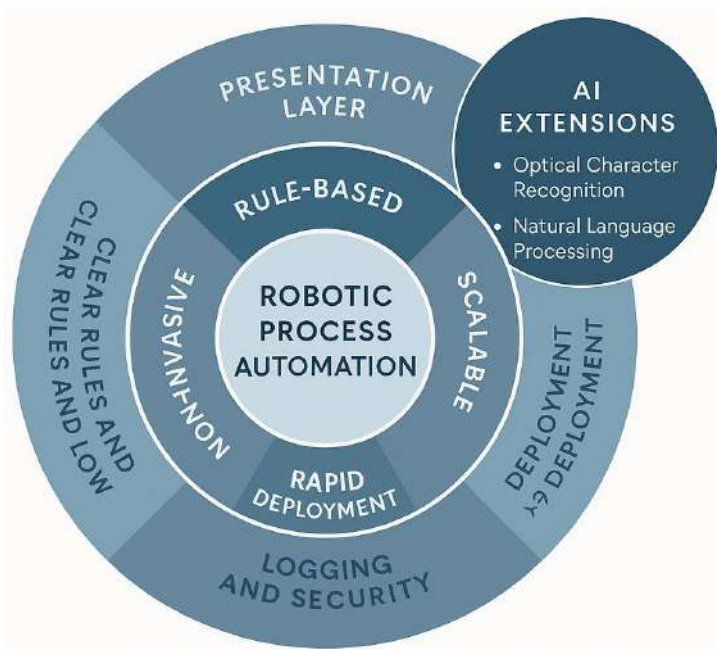 PRESENTATION
LAYER
AI
EXTENSIONS
• Optical Character
Recognition
• Natural Language
Processing
RULE-BASED
NON-INVASIVE
ROBOTIC
PROCESS
AUTOMATION
SCALABLE
RAPID
DEPLOYMENT
CLEAR RULES AND
CLEAR RULES AND LOW
DEPLOYMENT
DEPLOYMENT
LOGGING
AND SECURITY